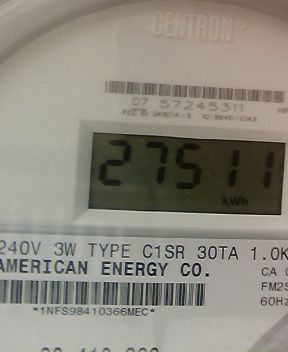 CENTRON®
07 57245311
27511
kWh
240V 3W TYPE C1SR 30TA 1.0K
AMERICAN ENERGY CO.
CA
FM2S
60Hz
*1NFS98410366MEC*